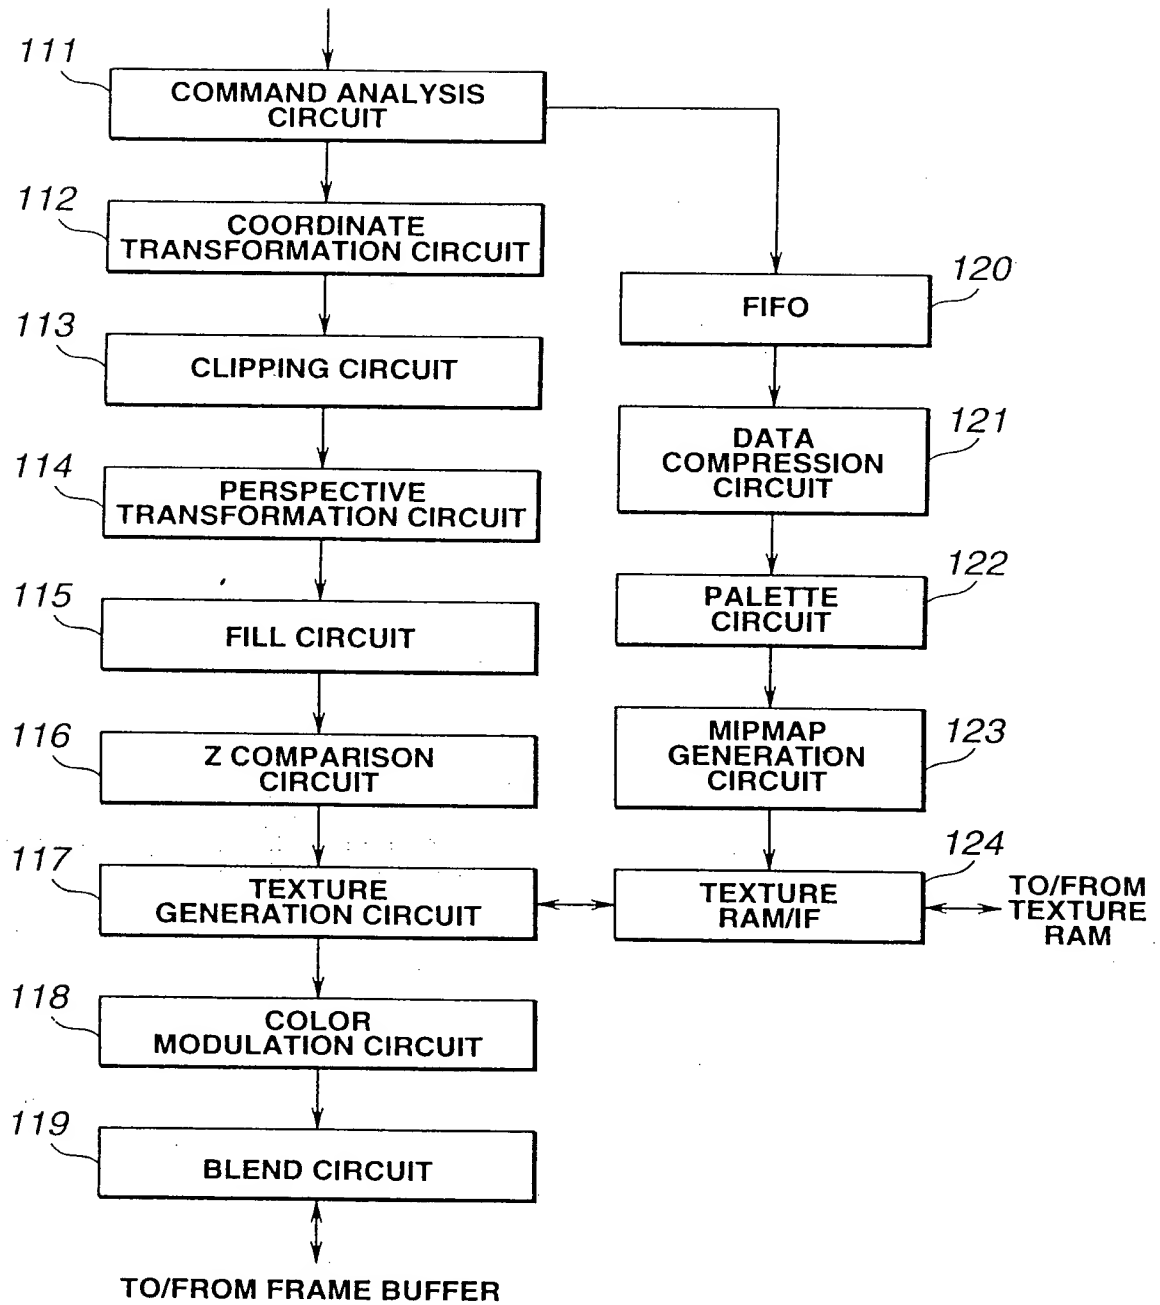 111
COMMAND ANALYSIS
CIRCUIT
112
COORDINATE
TRANSFORMATION CIRCUIT
113
CLIPPING CIRCUIT
114
PERSPECTIVE
TRANSFORMATION CIRCUIT
115
FILL CIRCUIT
116
Z COMPARISON
CIRCUIT
117
TEXTURE
GENERATION CIRCUIT
118
COLOR
MODULATION CIRCUIT
119
BLEND CIRCUIT
TO/FROM FRAME BUFFER
120
FIFO
121
DATA
COMPRESSION
CIRCUIT
122
PALETTE
CIRCUIT
123
MIPMAP
GENERATION
CIRCUIT
124
TEXTURE
RAM/IF
TO/FROM
TEXTURE
RAM